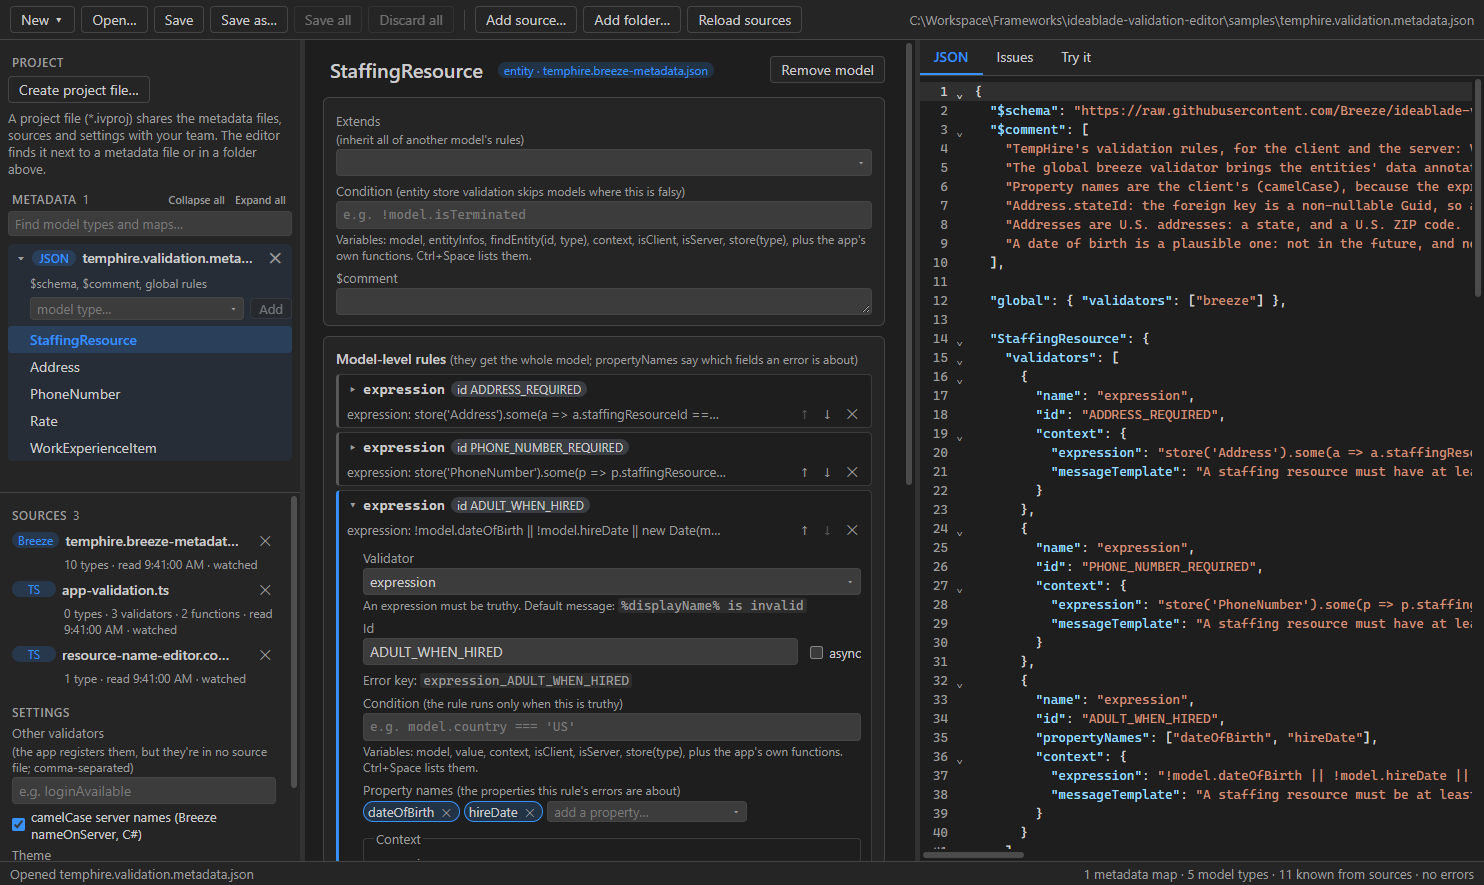 New ▾ Open... Save Save as... Save all Discard all Add source... Add folder... Reload sources C:\Workspace\Frameworks\ideablade-validation-editor\samples\temphire.validation.metadata.json
PROJECT
Create project file...
A project file (*.ivproj) shares the metadata files,
sources and settings with your team. The editor
finds it next to a metadata file or in a folder
above.
METADATA 1 Collapse all Expand all
Find model types and maps...
JSON temphire.validation.meta...
$schema, $comment, global rules
model type... Add
StaffingResource
Address
PhoneNumber
Rate
WorkExperienceItem
SOURCES 3
Breeze temphire.breeze-metadat...
10 types · read 9:41:00 AM · watched
TS app-validation.ts
0 types · 3 validators · 2 functions · read
9:41:00 AM · watched
TS resource-name-editor.co...
1 type · read 9:41:00 AM · watched
SETTINGS
Other validators
(the app registers them, but they're in no source
file; comma-separated)
e.g. loginAvailable
camelCase server names (Breeze
nameOnServer, C#)
Theme
StaffingResource entity · temphire.breeze-metadata.json Remove model
Extends
(inherit all of another model's rules)
Condition (entity store validation skips models where this is falsy)
e.g. !model.isTerminated
Variables: model, entityInfos, findEntity(id, type), context, isClient, isServer, store(type), plus the app's
own functions. Ctrl+Space lists them.
$comment
Model-level rules (they get the whole model; propertyNames say which fields an error is about)
expression id ADDRESS_REQUIRED
expression: store('Address').some(a => a.staffingResourceId ==... ↑ ↓ ✕
expression id PHONE_NUMBER_REQUIRED
expression: store('PhoneNumber').some(p => p.staffingResource... ↑ ↓ ✕
expression id ADULT_WHEN_HIRED
expression: !model.dateOfBirth || !model.hireDate || new Date(m... ↑ ↓ ✕
Validator
expression
An expression must be truthy. Default message: %displayName% is invalid
Id
ADULT_WHEN_HIRED async
Error key: expression_ADULT_WHEN_HIRED
Condition (the rule runs only when this is truthy)
e.g. model.country === 'US'
Variables: model, value, context, isClient, isServer, store(type), plus the app's own functions.
Ctrl+Space lists them.
Property names (the properties this rule's errors are about)
dateOfBirth ✕ hireDate ✕ add a property...
Context
JSON Issues Try it
1 {
2 "$schema": "https://raw.githubusercontent.com/Breeze/ideablade-
3 "$comment": [
4 "TempHire's validation rules, for the client and the server:
5 "The global breeze validator brings the entities' data
6 "Property names are the client's (camelCase), because the
7 "Address.stateId: the foreign key is a non-nullable Guid, so
8 "Addresses are U.S. addresses: a state, and a U.S. ZIP code.
9 "A date of birth is a plausible one: not in the future, and
10 ],
11
12 "global": { "validators": ["breeze"] },
13
14 "StaffingResource": {
15 "validators": [
16 {
17 "name": "expression",
18 "id": "ADDRESS_REQUIRED",
19 "context": {
20 "expression": "store('Address').some(a => a.staffingReso
21 "messageTemplate": "A staffing resource must have at
22 }
23 },
24 {
25 "name": "expression",
26 "id": "PHONE_NUMBER_REQUIRED",
27 "context": {
28 "expression": "store('PhoneNumber').some(p => p.staffing
29 "messageTemplate": "A staffing resource must have at
30 }
31 },
32 {
33 "name": "expression",
34 "id": "ADULT_WHEN_HIRED",
35 "propertyNames": ["dateOfBirth", "hireDate"],
36 "context": {
37 "expression": "!model.dateOfBirth || !model.hireDate ||
38 "messageTemplate": "A staffing resource must be at least
39 }
40 }
Opened temphire.validation.metadata.json 1 metadata map · 5 model types · 11 known from sources · no errors